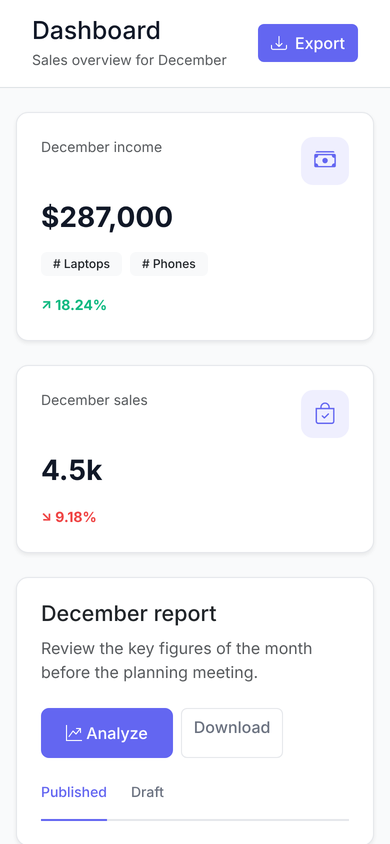 Dashboard
Sales overview for December
Export
December income
$287,000
# Laptops
# Phones
18.24%
December sales
4.5k
9.18%
December report
Review the key figures of the month
before the planning meeting.
Analyze
Download
Published
Draft